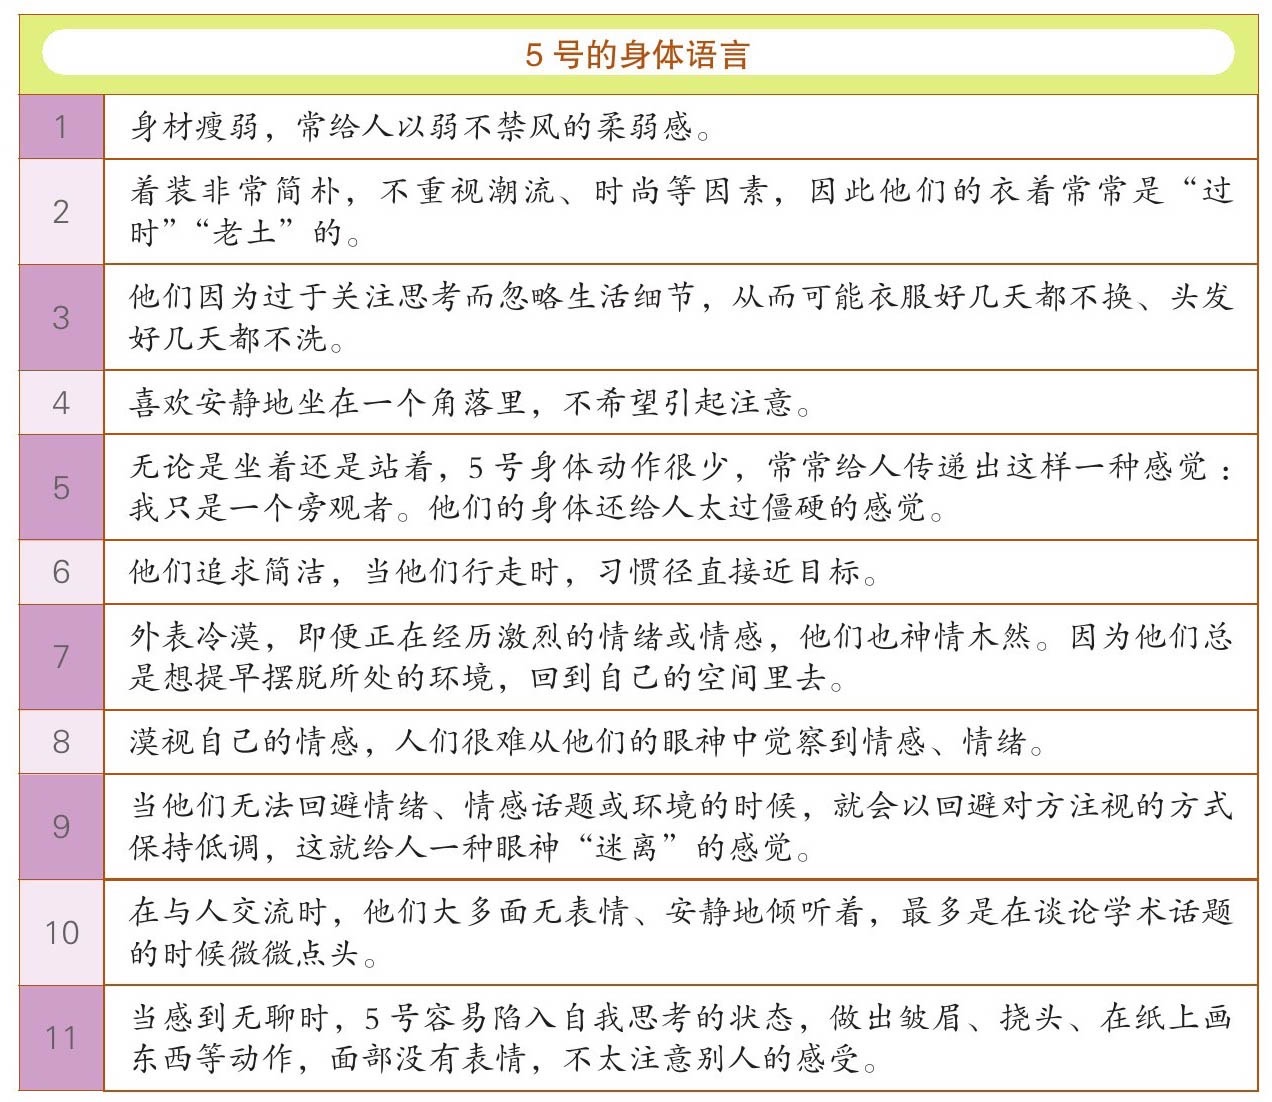 5 号的身体语言
1
身材瘦弱，常给人以弱不禁风的柔弱感。
2
着装非常简朴，不重视潮流、时尚等因素，因此他们的衣着常常是“过
时”“老土”的。
3
他们因为过于关注思考而忽略生活细节，从而可能衣服好几天都不换、头发
好几天都不洗。
4
喜欢安静地坐在一个角落里，不希望引起注意。
5
无论是坐着还是站着，5 号身体动作很少，常常给人传递出这样一种感觉：
我只是一个旁观者。他们的身体还给人太过僵硬的感觉。
6
他们追求简洁，当他们行走时，习惯径直接近目标。
7
外表冷漠，即便正在经历激烈的情绪或情感，他们也神情木然。因为他们总
是想提早摆脱所处的环境，回到自己的空间里去。
8
漠视自己的情感，人们很难从他们的眼神中觉察到情感、情绪。
9
当他们无法回避情绪、情感话题或环境的时候，就会以回避对方注视的方式
保持低调，这就给人一种眼神“迷离”的感觉。
10
在与人交流时，他们大多面无表情、安静地倾听着，最多是在谈论学术话题
的时候微微点头。
11
当感到无聊时，5 号容易陷入自我思考的状态，做出皱眉、挠头、在纸上画
东西等动作，面部没有表情，不太注意别人的感受。